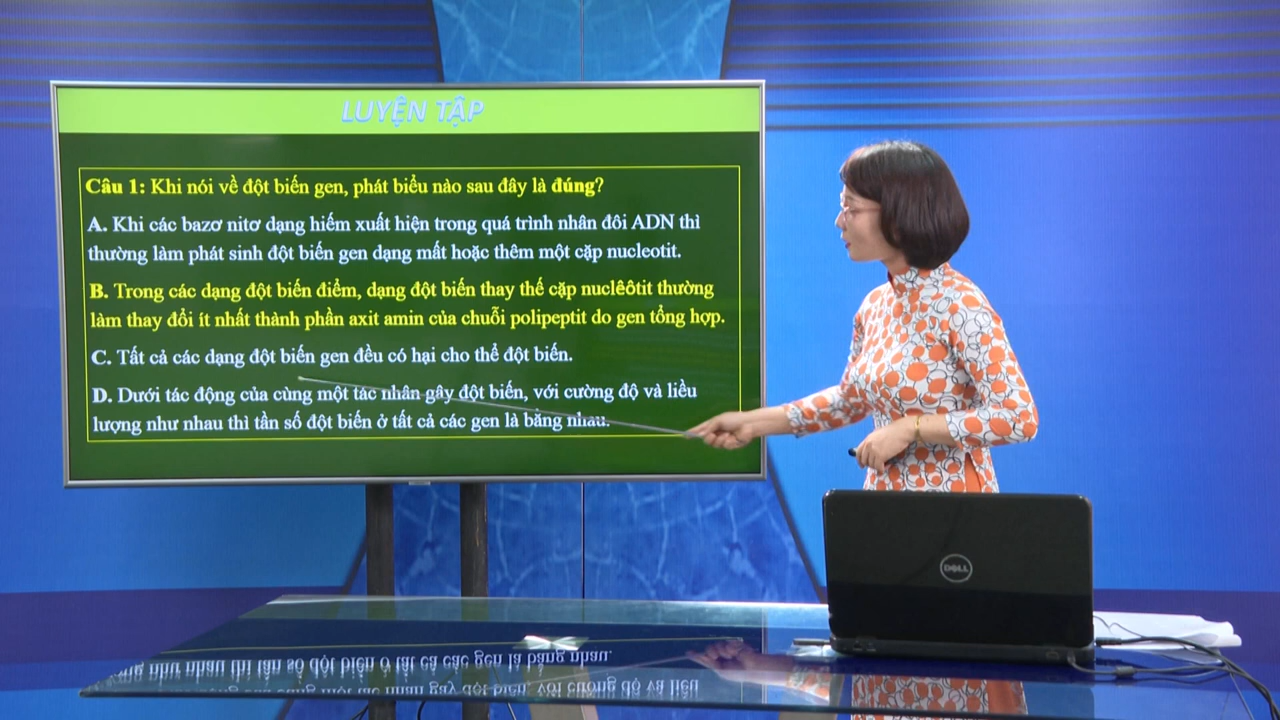 LUYỆN TẬP
Câu 1: Khi nói về đột biến gen, phát biểu nào sau đây là đúng?
A. Khi các bazơ nitơ dạng hiếm xuất hiện trong quá trình nhân đôi ADN thì
thường làm phát sinh đột biến gen dạng mất hoặc thêm một cặp nucleotit.
B. Trong các dạng đột biến điểm, dạng đột biến thay thế cặp nuclêôtit thường
làm thay đổi ít nhất thành phần axit amin của chuỗi polipeptit do gen tổng hợp.
C. Tất cả các dạng đột biến gen đều có hại cho thể đột biến.
D. Dưới tác động của cùng một tác nhân gây đột biến, với cường độ và liều
lượng như nhau thì tần số đột biến ở tất cả các gen là bằng nhau.
DELL